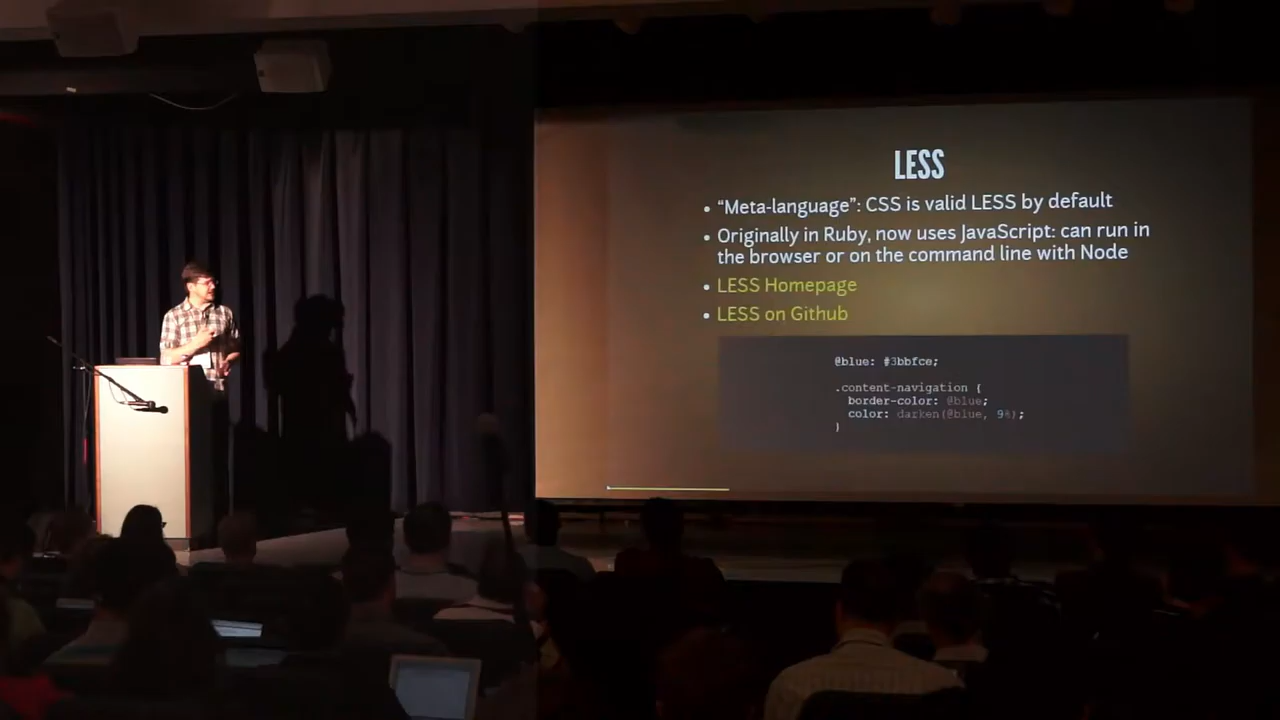 LESS
• “Meta-language”: CSS is valid LESS by default
• Originally in Ruby, now uses JavaScript: can run in
the browser or on the command line with Node
• LESS Homepage
• LESS on Github
@blue: #3bbfce;
.content-navigation {
border-color: @blue;
color: darken(@blue, 9%);
}